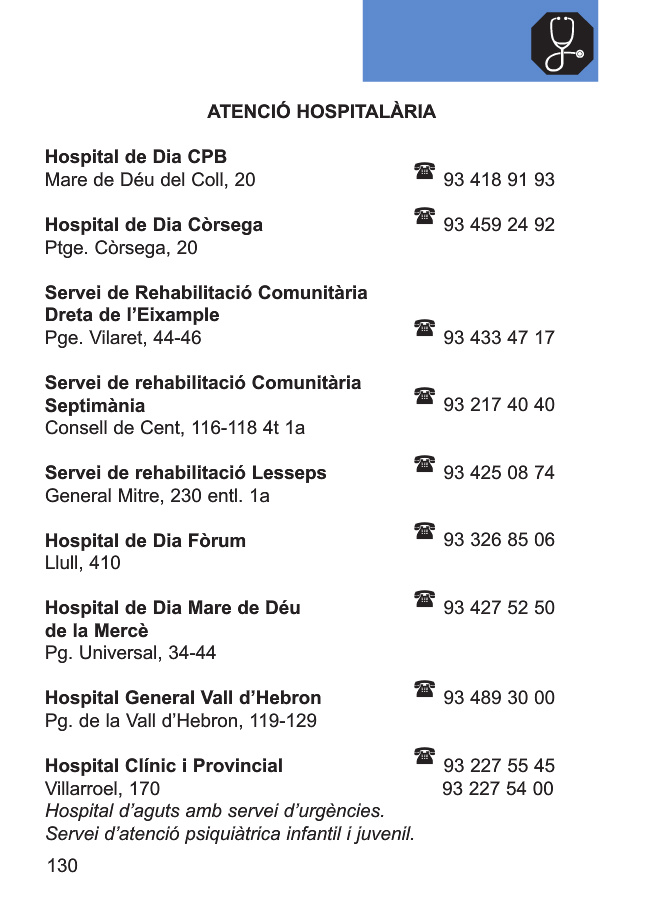 ATENCIÓ HOSPITALÀRIA
Hospital de Dia CPB
Mare de Déu del Coll, 20 93 418 91 93
Hospital de Dia Còrsega 93 459 24 92
Ptge. Còrsega, 20
Servei de Rehabilitació Comunitària
Dreta de l’Eixample
Pge. Vilaret, 44-46 93 433 47 17
Servei de rehabilitació Comunitària
Septimània 93 217 40 40
Consell de Cent, 116-118 4t 1a
Servei de rehabilitació Lesseps 93 425 08 74
General Mitre, 230 entl. 1a
Hospital de Dia Fòrum 93 326 85 06
Llull, 410
Hospital de Dia Mare de Déu 93 427 52 50
de la Mercè
Pg. Universal, 34-44
Hospital General Vall d’Hebron 93 489 30 00
Pg. de la Vall d’Hebron, 119-129
Hospital Clínic i Provincial 93 227 55 45
Villarroel, 170 93 227 54 00
Hospital d’aguts amb servei d’urgències.
Servei d’atenció psiquiàtrica infantil i juvenil.
130